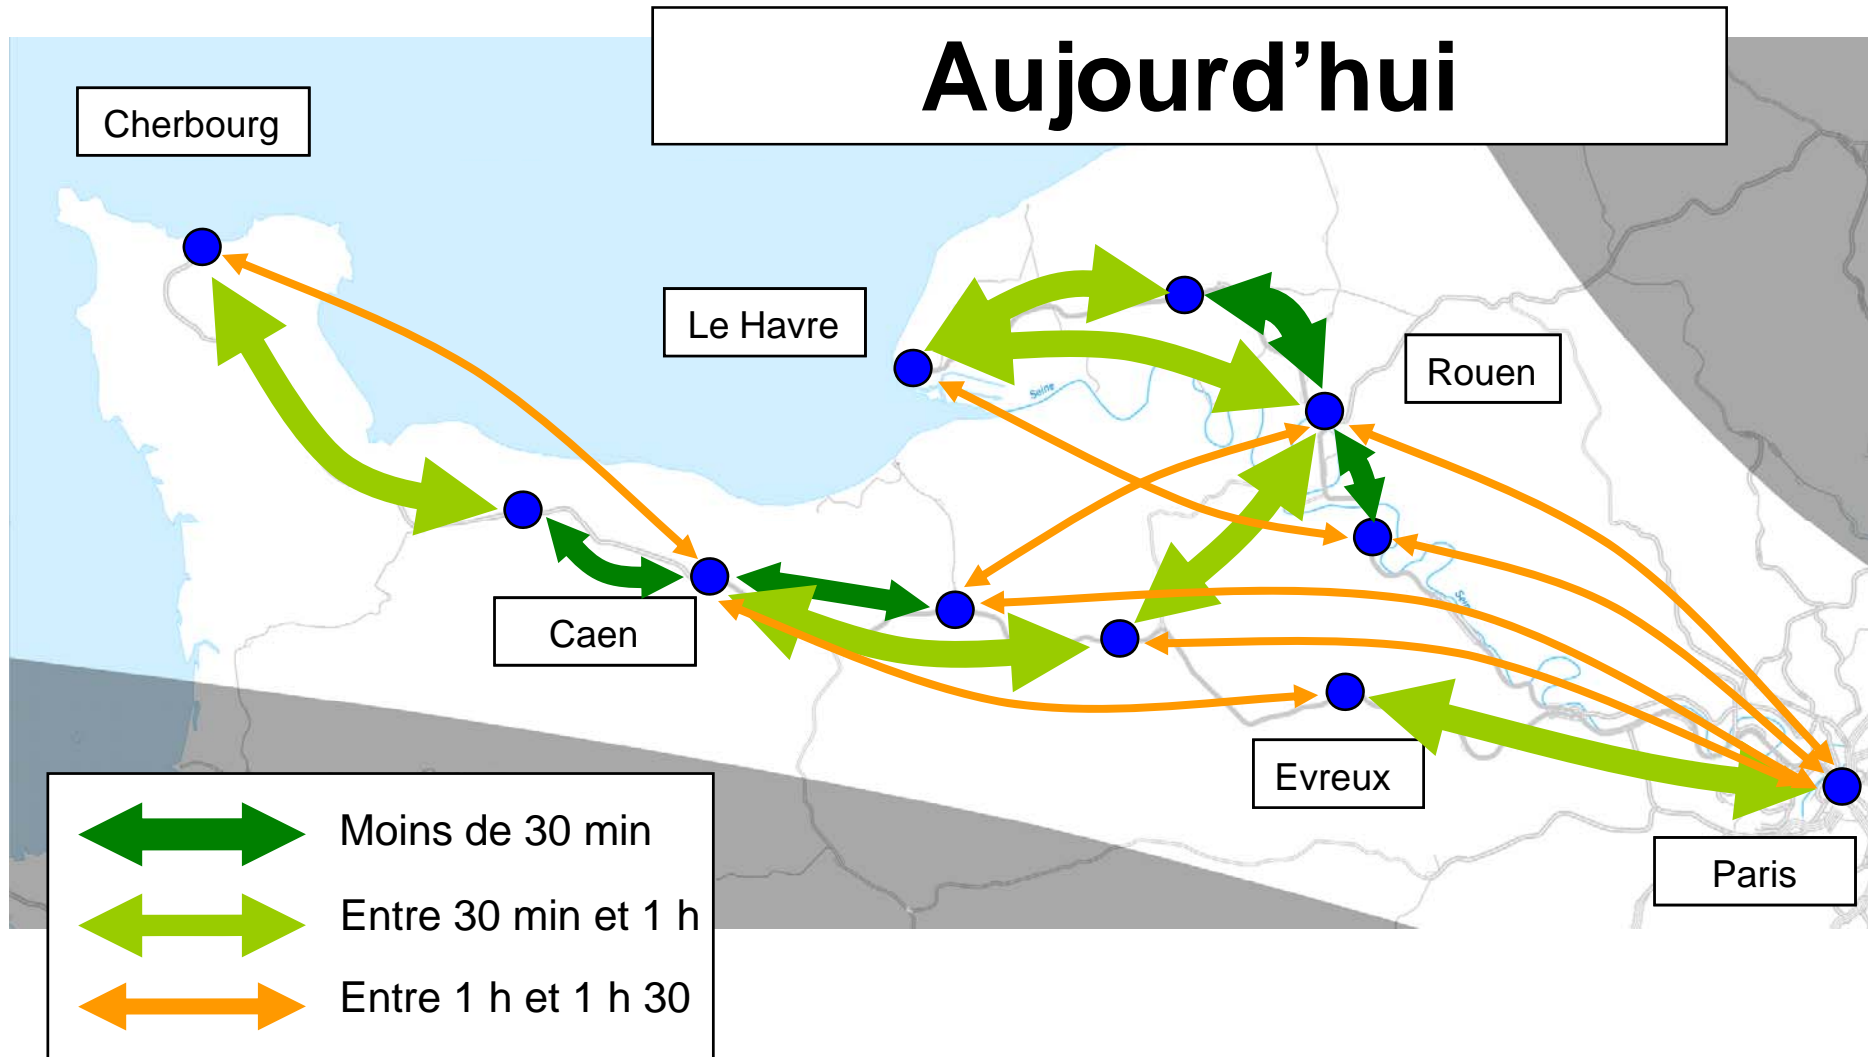 Aujourd’hui
Cherbourg
Le Havre
Rouen
Seine
Caen
Evreux
Paris
Moins de 30 min
Entre 30 min et 1 h
Entre 1 h et 1 h 30